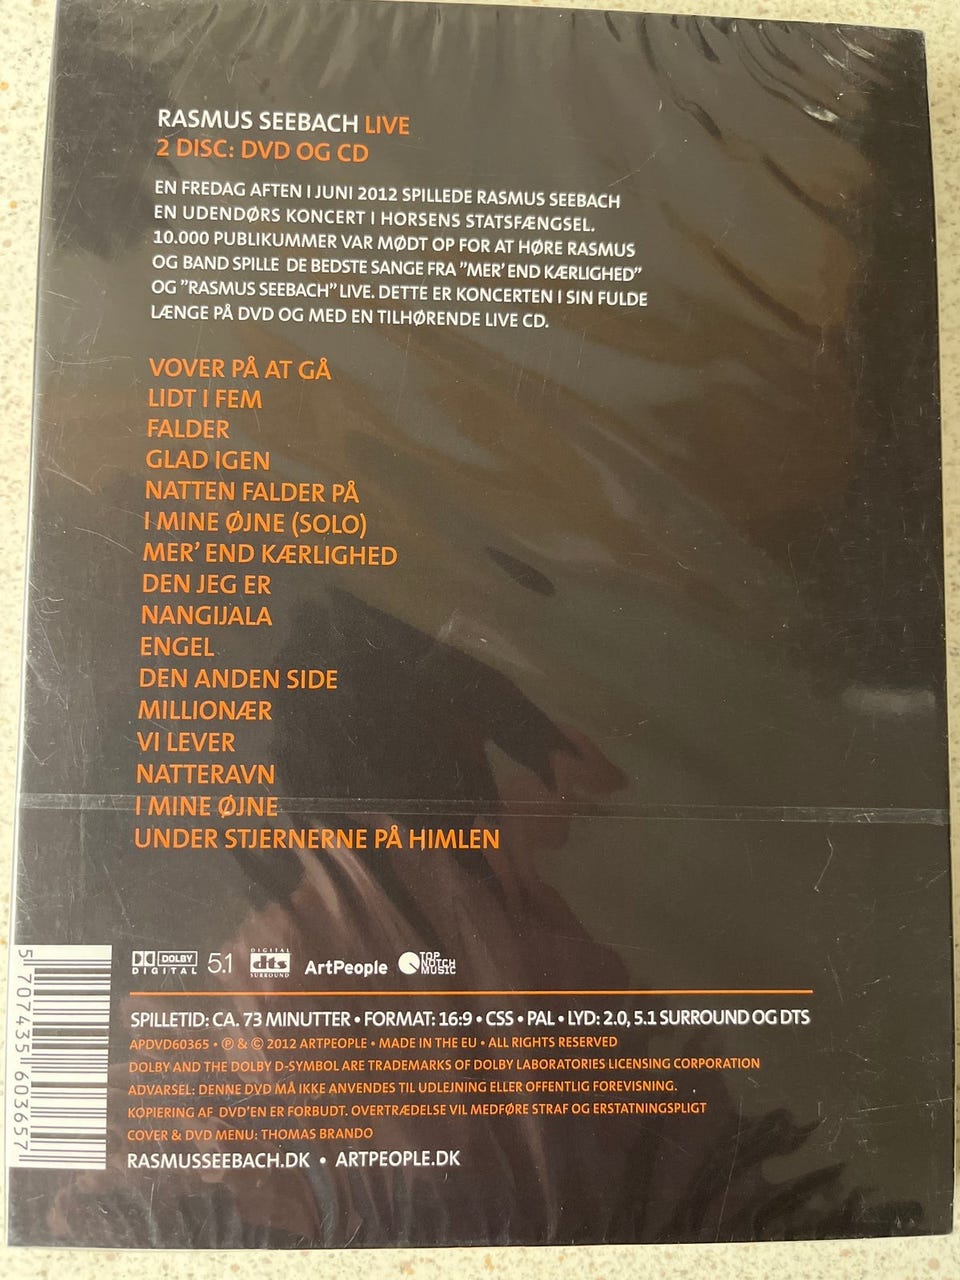 RASMUS SEEBACH LIVE
2 DISC: DVD OG CD
EN FREDAG AFTEN I JUNI 2012 SPILLEDE RASMUS SEEBACH
EN UDENDØRS KONCERT I HORSENS STATSFÆNGSEL.
10.000 PUBLIKUMMER VAR MØDT OP FOR AT HØRE RASMUS
OG BAND SPILLE DE BEDSTE SANGE FRA "MER' END KÆRLIGHED"
OG "RASMUS SEEBACH" LIVE. DETTE ER KONCERTEN I SIN FULDE
LÆNGE PÅ DVD OG MED EN TILHØRENDE LIVE CD.
VOVER PÅ AT GÅ
LIDT I FEM
FALDER
GLAD IGEN
NATTEN FALDER PÅ
I MINE ØJNE (SOLO)
MER' END KÆRLIGHED
DEN JEG ER
NANGIJALA
ENGEL
DEN ANDEN SIDE
MILLIONÆR
VI LEVER
NATTERAVN
I MINE ØJNE
UNDER STJERNERNE PÅ HIMLEN
DOLBY
DIGITAL
5.1
DIGITAL
dts
SURROUND
ArtPeople
TOP
NOTCH
MUSIC
SPILLETID: CA. 73 MINUTTER • FORMAT: 16:9 • CSS • PAL • LYD: 2.0, 5.1 SURROUND OG DTS
APDVD60365 • ℗ & © 2012 ARTPEOPLE • MADE IN THE EU • ALL RIGHTS RESERVED
DOLBY AND THE DOLBY D-SYMBOL ARE TRADEMARKS OF DOLBY LABORATORIES LICENSING CORPORATION
ADVARSEL: DENNE DVD MÅ IKKE ANVENDES TIL UDLEJNING ELLER OFFENTLIG FOREVISNING.
KOPIERING AF DVD'EN ER FORBUDT. OVERTRÆDELSE VIL MEDFØRE STRAF OG ERSTATNINGSPLIGT
COVER & DVD MENU: THOMAS BRANDO
RASMUSSEEBACH.DK • ARTPEOPLE.DK
5 707435 603657